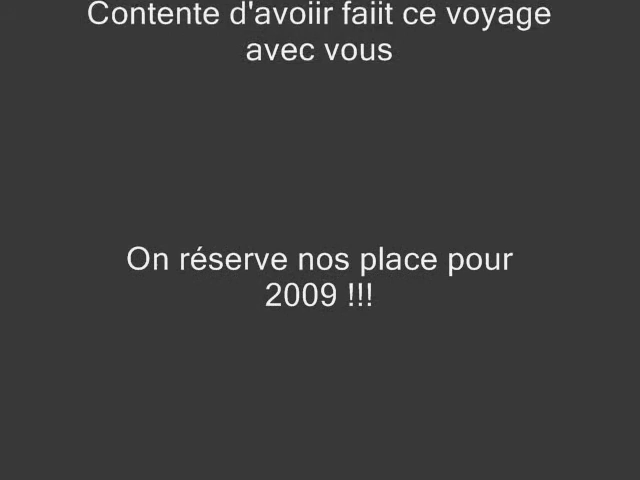 Contente d'avoiir faiit ce voyage
avec vous
On réserve nos place pour
2009 !!!